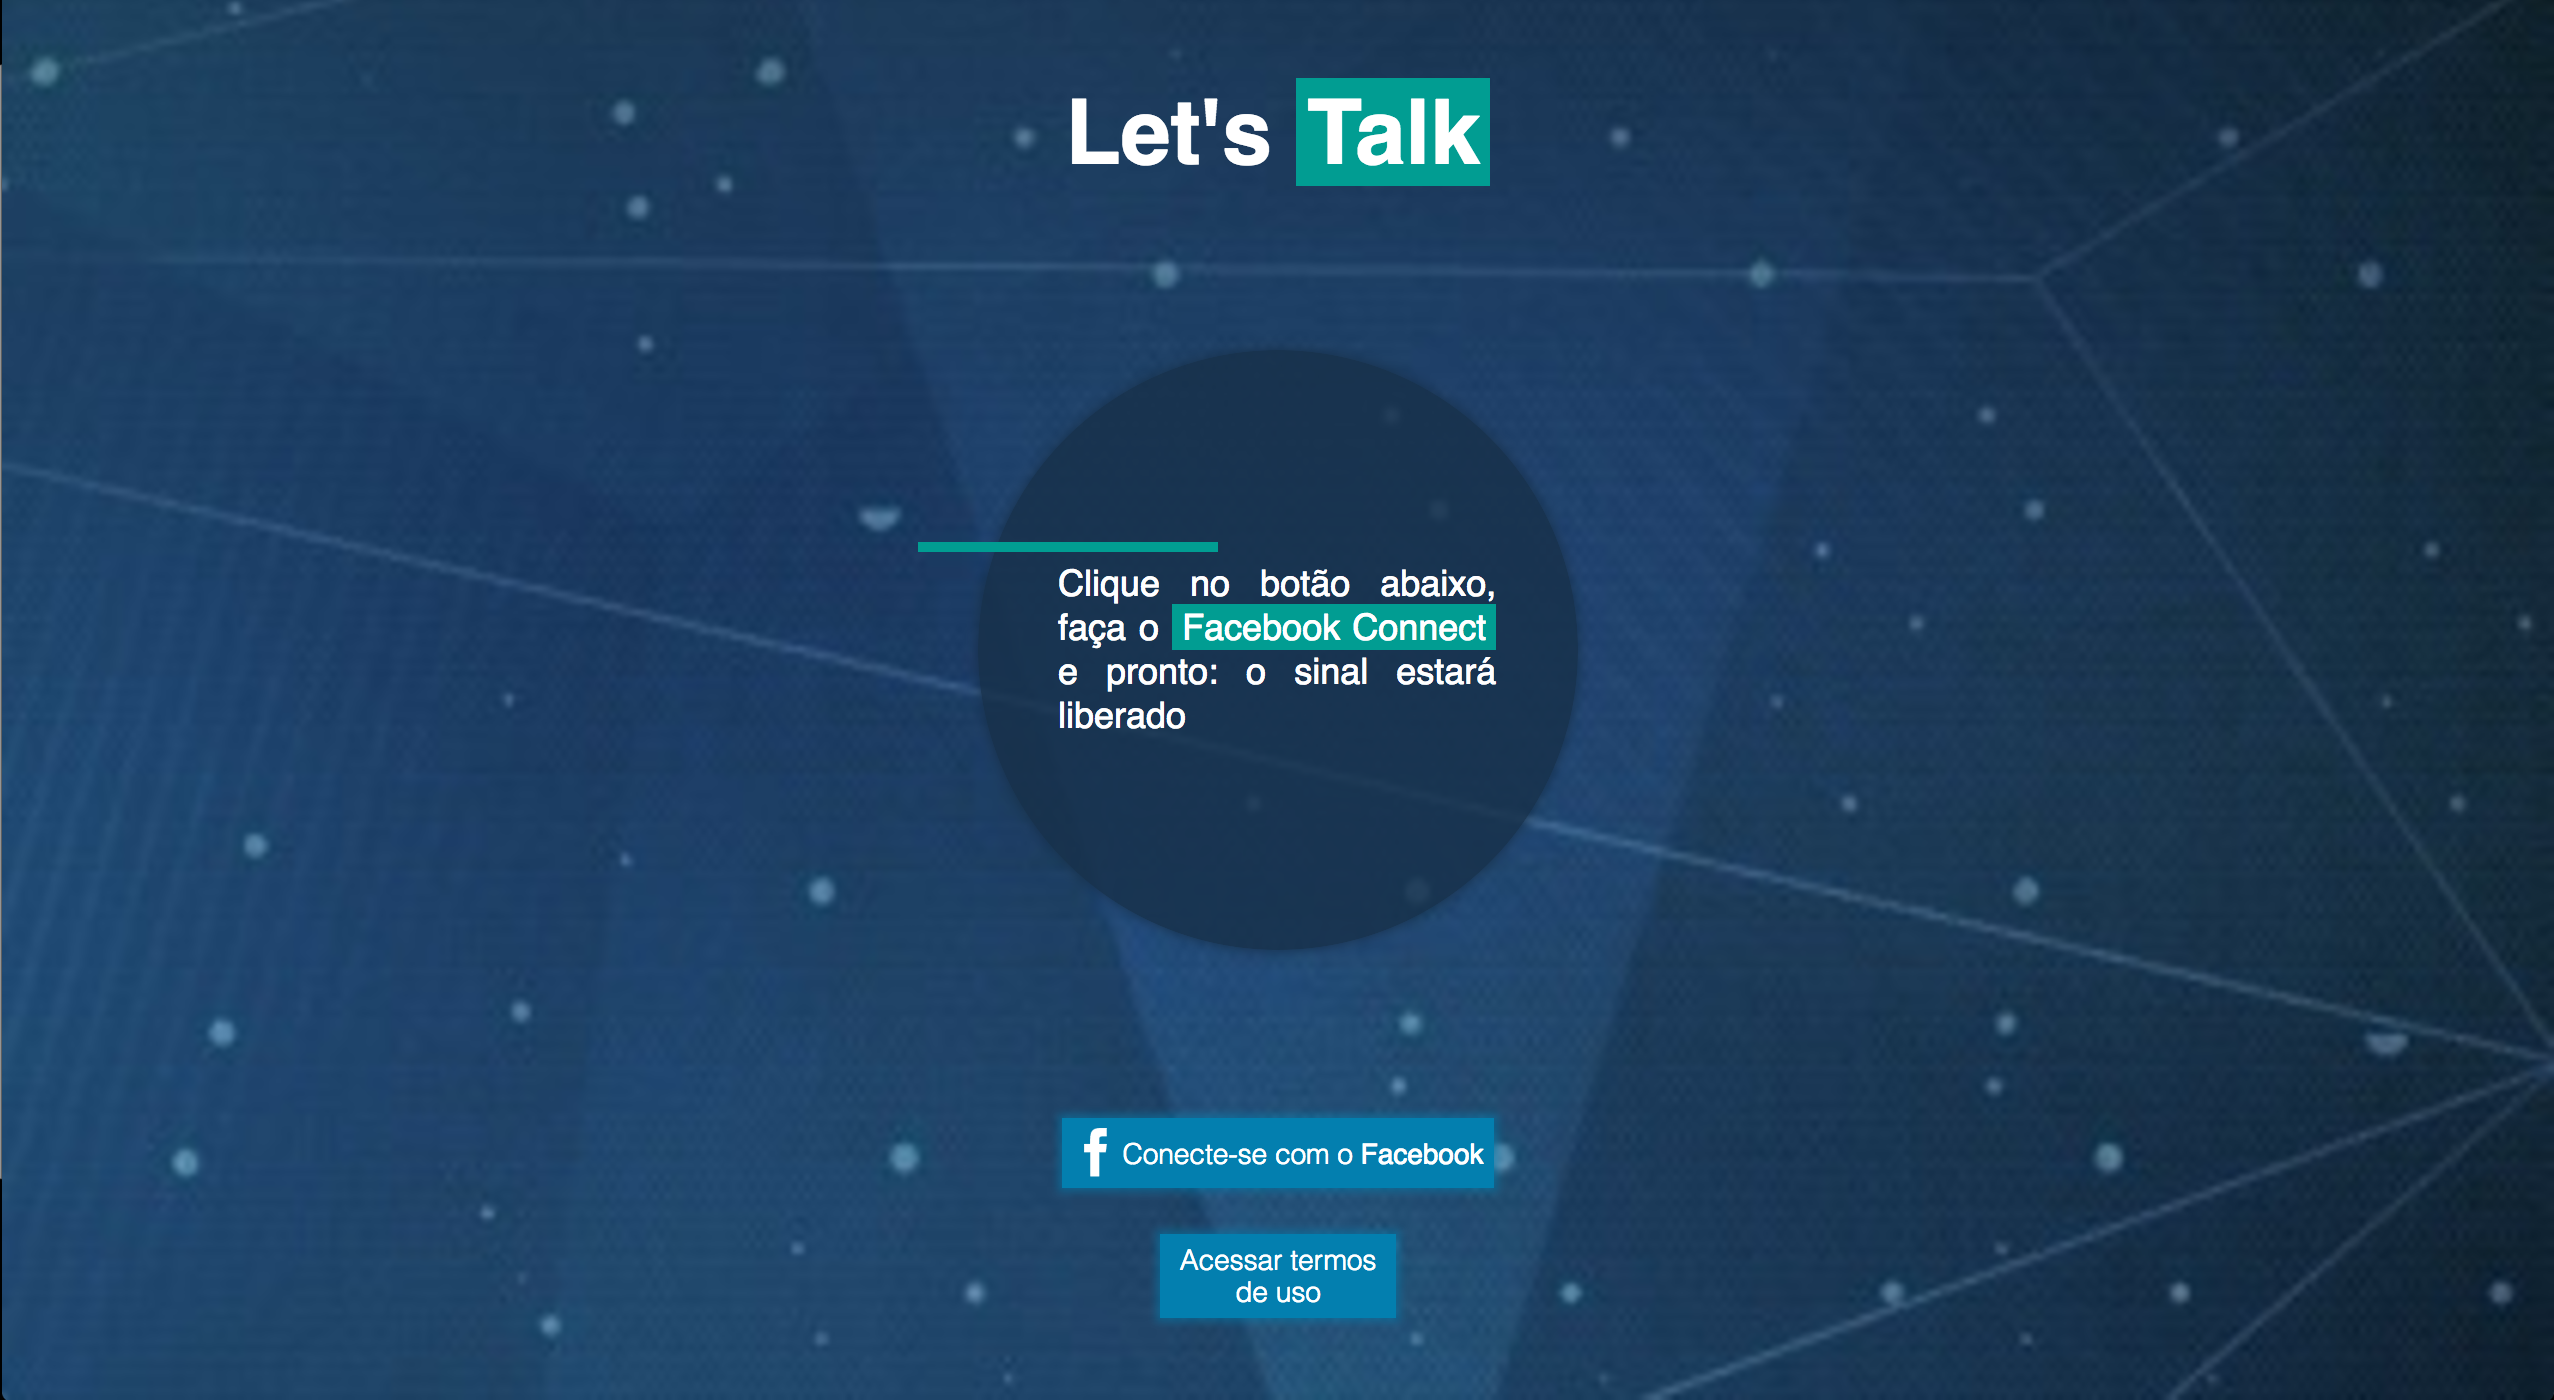 Let's Talk
Clique no botão abaixo,
faça o Facebook Connect
e pronto: o sinal estará
liberado
Conecte-se com o Facebook
Acessar termos
de uso